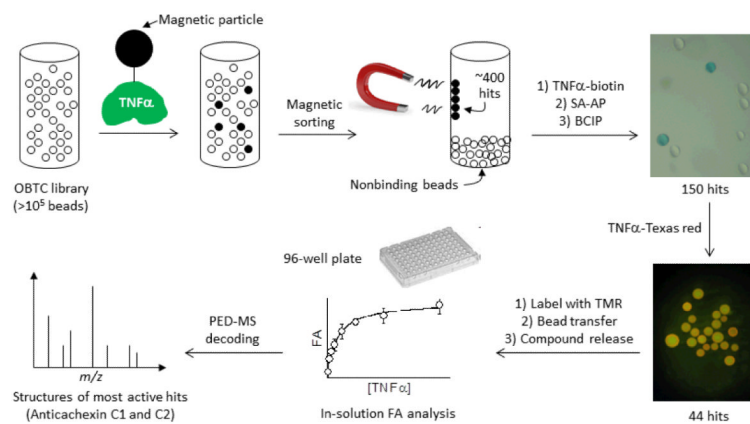 Magnetic particle
TNFα
OBTC library
(>10⁵ beads)
Magnetic
sorting
~400
hits
Nonbinding beads
1) TNFα-biotin
2) SA-AP
3) BCIP
150 hits
TNFα-Texas red
44 hits
1) Label with TMR
2) Bead transfer
3) Compound release
96-well plate
FA
[TNFα]
In-solution FA analysis
PED-MS
decoding
m/z
Structures of most active hits
(Anticachexin C1 and C2)